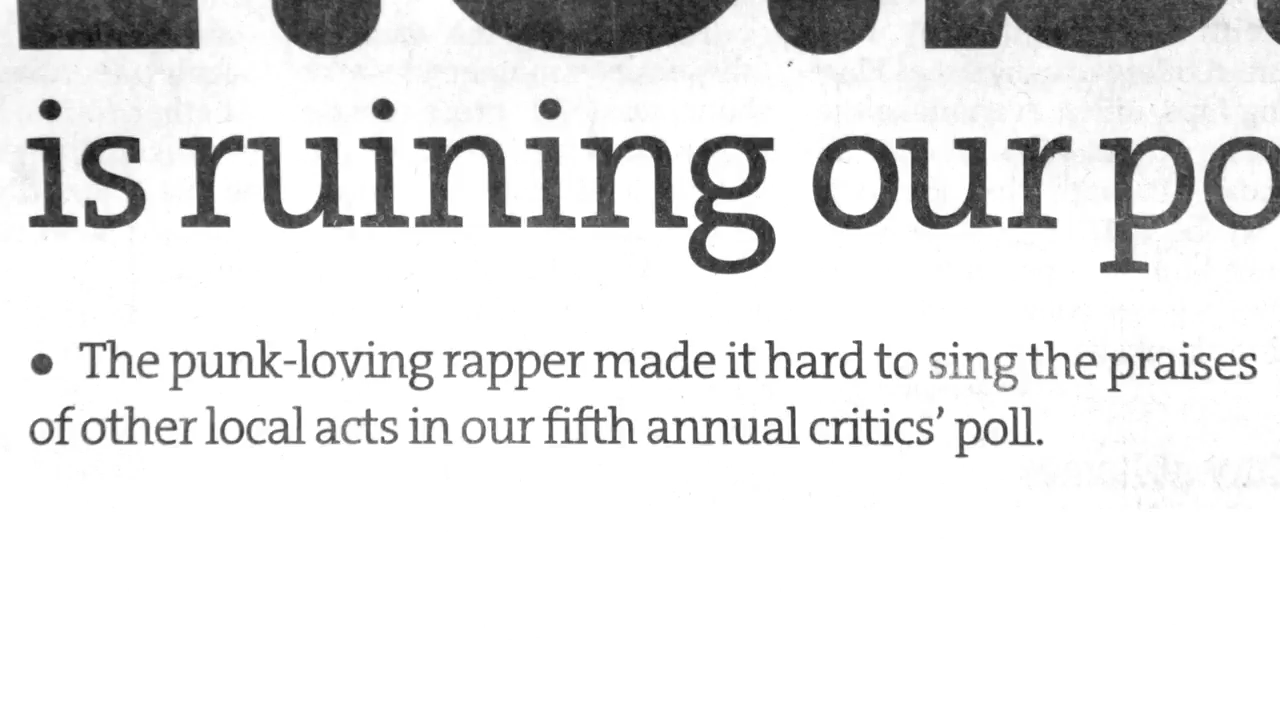 is ruining our po
• The punk-loving rapper made it hard to sing the praises
of other local acts in our fifth annual critics’ poll.